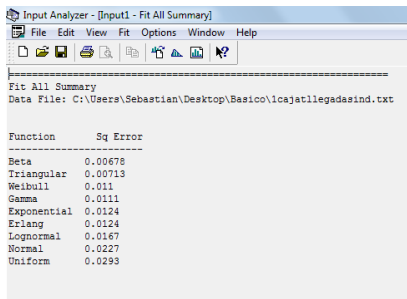 Input Analyzer - [Input1 - Fit All Summary]
File Edit View Fit Options Window Help
Fit All Summary
Data File: C:\Users\Sebastian\Desktop\Basico\1cajatllegadasind.txt
Function Sq Error
Beta 0.00678
Triangular 0.00713
Weibull 0.011
Gamma 0.0111
Exponential 0.0124
Erlang 0.0124
Lognormal 0.0167
Normal 0.0227
Uniform 0.0293